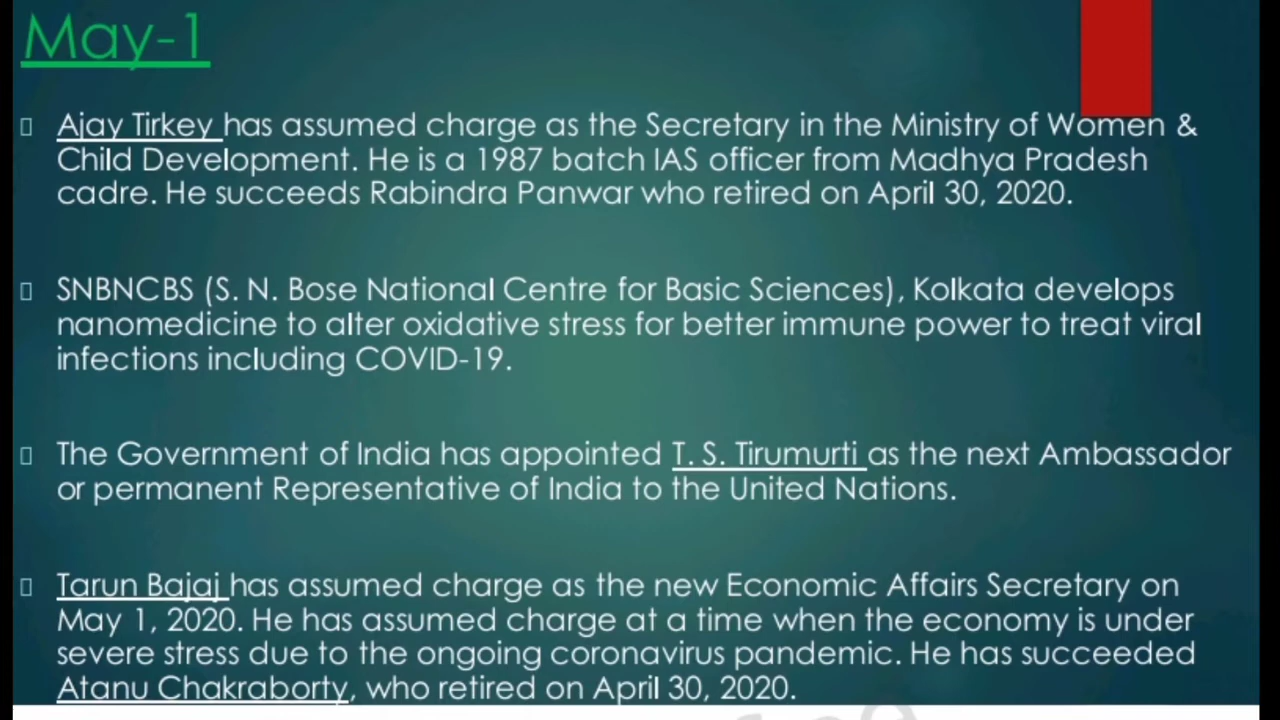 May-1
Ajay Tirkey has assumed charge as the Secretary in the Ministry of Women &
Child Development. He is a 1987 batch IAS officer from Madhya Pradesh
cadre. He succeeds Rabindra Panwar who retired on April 30, 2020.
SNBNCBS (S. N. Bose National Centre for Basic Sciences), Kolkata develops
nanomedicine to alter oxidative stress for better immune power to treat viral
infections including COVID-19.
The Government of India has appointed T. S. Tirumurti as the next Ambassador
or permanent Representative of India to the United Nations.
Tarun Bajaj has assumed charge as the new Economic Affairs Secretary on
May 1, 2020. He has assumed charge at a time when the economy is under
severe stress due to the ongoing coronavirus pandemic. He has succeeded
Atanu Chakraborty, who retired on April 30, 2020.